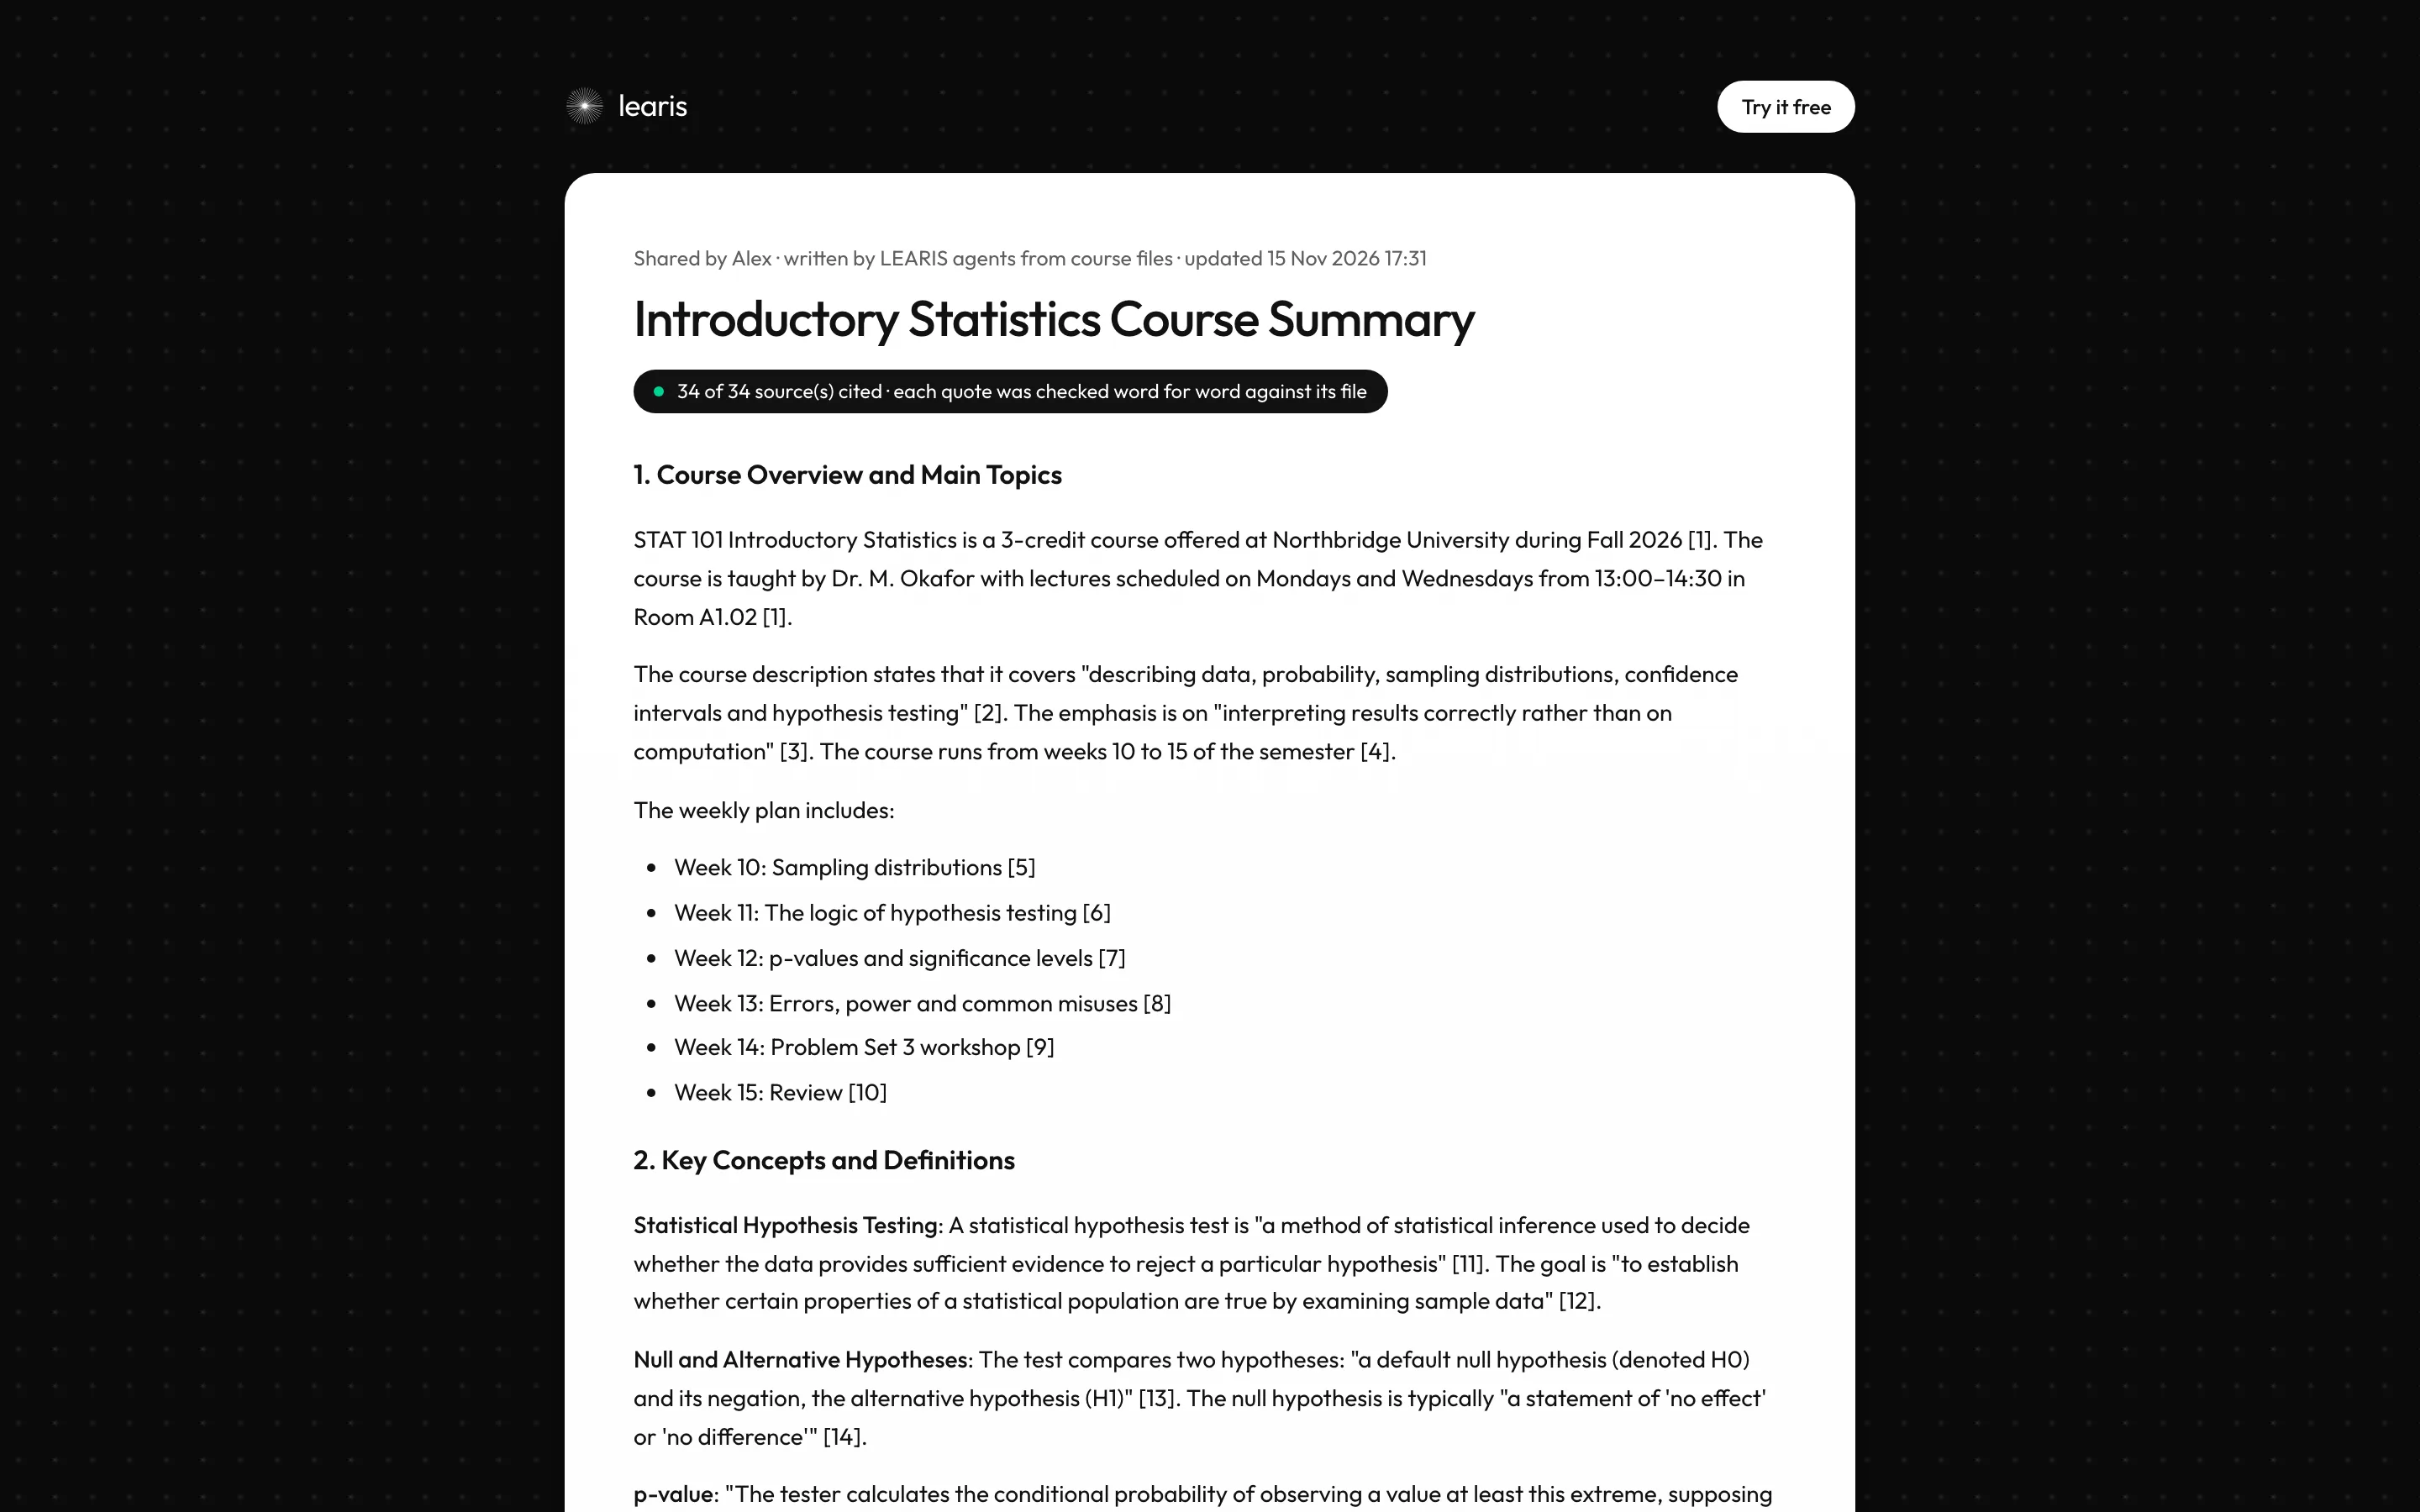 learis
Try it free
Shared by Alex · written by LEARIS agents from course files · updated 15 Nov 2026 17:31
Introductory Statistics Course Summary
34 of 34 source(s) cited · each quote was checked word for word against its file
1. Course Overview and Main Topics
STAT 101 Introductory Statistics is a 3-credit course offered at Northbridge University during Fall 2026 [1]. The
course is taught by Dr. M. Okafor with lectures scheduled on Mondays and Wednesdays from 13:00–14:30 in
Room A1.02 [1].
The course description states that it covers "describing data, probability, sampling distributions, confidence
intervals and hypothesis testing" [2]. The emphasis is on "interpreting results correctly rather than on
computation" [3]. The course runs from weeks 10 to 15 of the semester [4].
The weekly plan includes:
• Week 10: Sampling distributions [5]
• Week 11: The logic of hypothesis testing [6]
• Week 12: p-values and significance levels [7]
• Week 13: Errors, power and common misuses [8]
• Week 14: Problem Set 3 workshop [9]
• Week 15: Review [10]
2. Key Concepts and Definitions
Statistical Hypothesis Testing: A statistical hypothesis test is "a method of statistical inference used to decide
whether the data provides sufficient evidence to reject a particular hypothesis" [11]. The goal is "to establish
whether certain properties of a statistical population are true by examining sample data" [12].
Null and Alternative Hypotheses: The test compares two hypotheses: "a default null hypothesis (denoted H0)
and its negation, the alternative hypothesis (H1)" [13]. The null hypothesis is typically "a statement of 'no effect'
or 'no difference'" [14].
p-value: "The tester calculates the conditional probability of observing a value at least this extreme, supposing